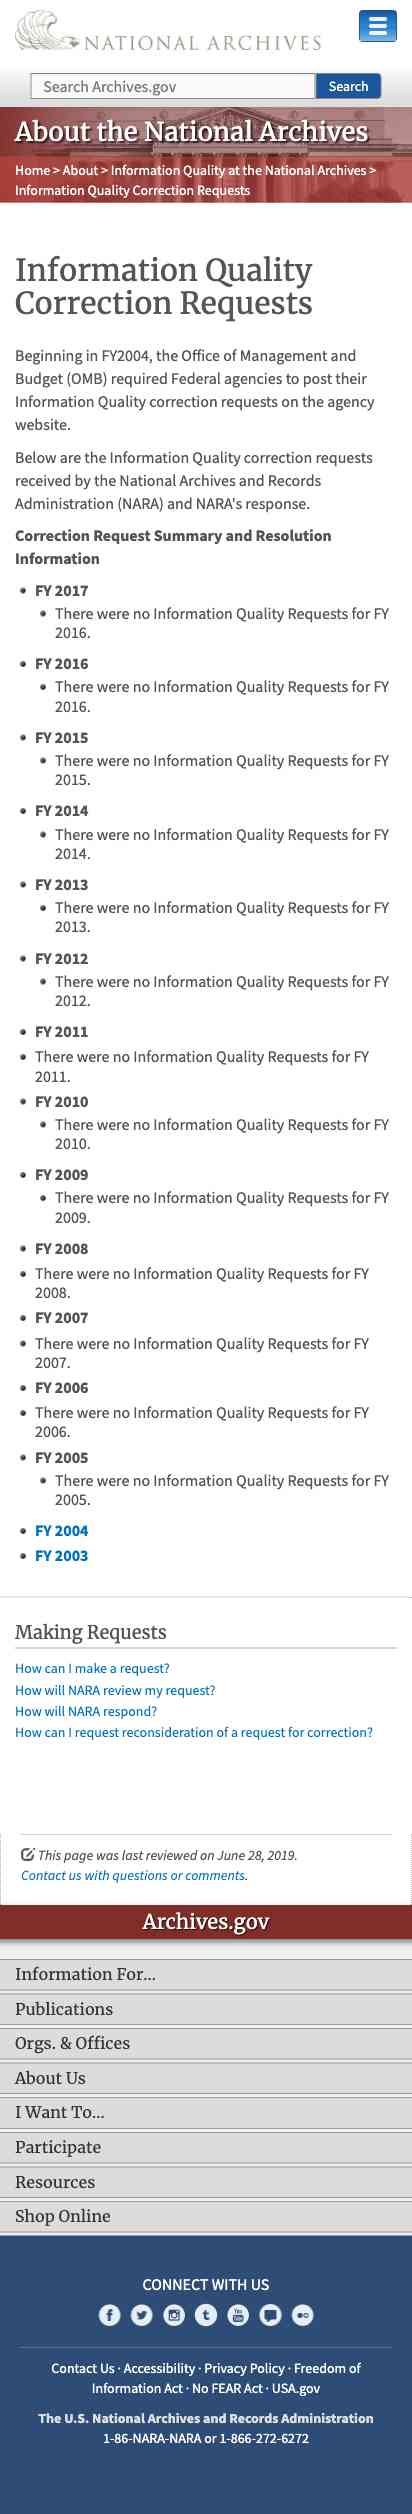 NATIONAL ARCHIVES
Search Archives.gov
Search
About the National Archives
Home > About > Information Quality at the National Archives >
Information Quality Correction Requests
Information Quality
Correction Requests
Beginning in FY2004, the Office of Management and
Budget (OMB) required Federal agencies to post their
Information Quality correction requests on the agency
website.
Below are the Information Quality correction requests
received by the National Archives and Records
Administration (NARA) and NARA's response.
Correction Request Summary and Resolution
Information
FY 2017
There were no Information Quality Requests for FY
2016.
FY 2016
There were no Information Quality Requests for FY
2016.
FY 2015
There were no Information Quality Requests for FY
2015.
FY 2014
There were no Information Quality Requests for FY
2014.
FY 2013
There were no Information Quality Requests for FY
2013.
FY 2012
There were no Information Quality Requests for FY
2012.
FY 2011
There were no Information Quality Requests for FY
2011.
FY 2010
There were no Information Quality Requests for FY
2010.
FY 2009
There were no Information Quality Requests for FY
2009.
FY 2008
There were no Information Quality Requests for FY
2008.
FY 2007
There were no Information Quality Requests for FY
2007.
FY 2006
There were no Information Quality Requests for FY
2006.
FY 2005
There were no Information Quality Requests for FY
2005.
FY 2004
FY 2003
Making Requests
How can I make a request?
How will NARA review my request?
How will NARA respond?
How can I request reconsideration of a request for correction?
This page was last reviewed on June 28, 2019.
Contact us with questions or comments.
Archives.gov
Information For…
Publications
Orgs. & Offices
About Us
I Want To…
Participate
Resources
Shop Online
CONNECT WITH US
Contact Us · Accessibility · Privacy Policy · Freedom of
Information Act · No FEAR Act · USA.gov
The U.S. National Archives and Records Administration
1-86-NARA-NARA or 1-866-272-6272